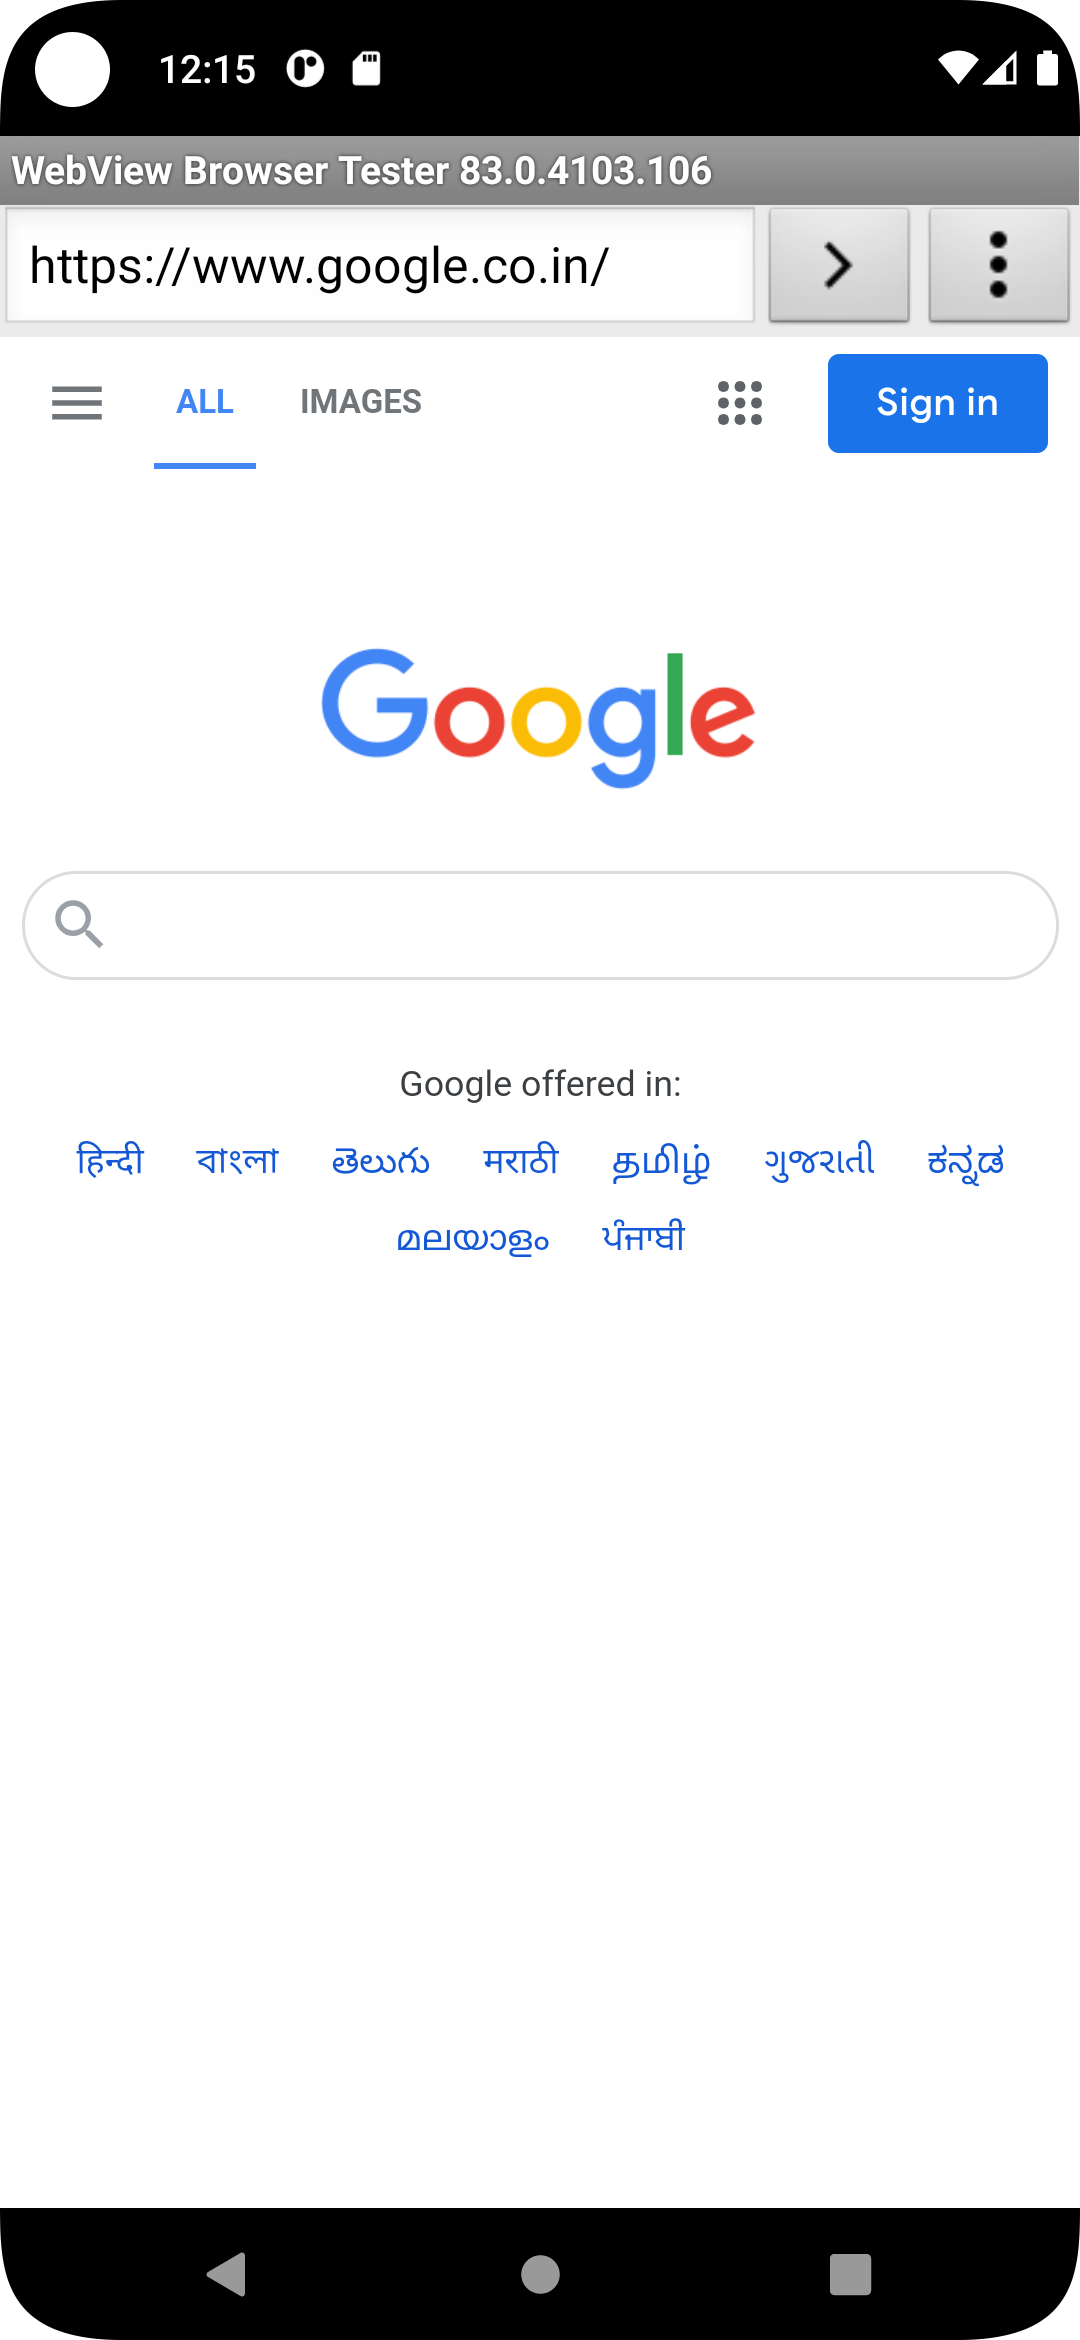 12:15
WebView Browser Tester 83.0.4103.106
https://www.google.co.in/
ALL IMAGES Sign in
Google
Google offered in:
हिन्दी বাংলা తెలుగు मराठी தமிழ் ગુજરાતી ಕನ್ನಡ
മലയാളം ਪੰਜਾਬੀ